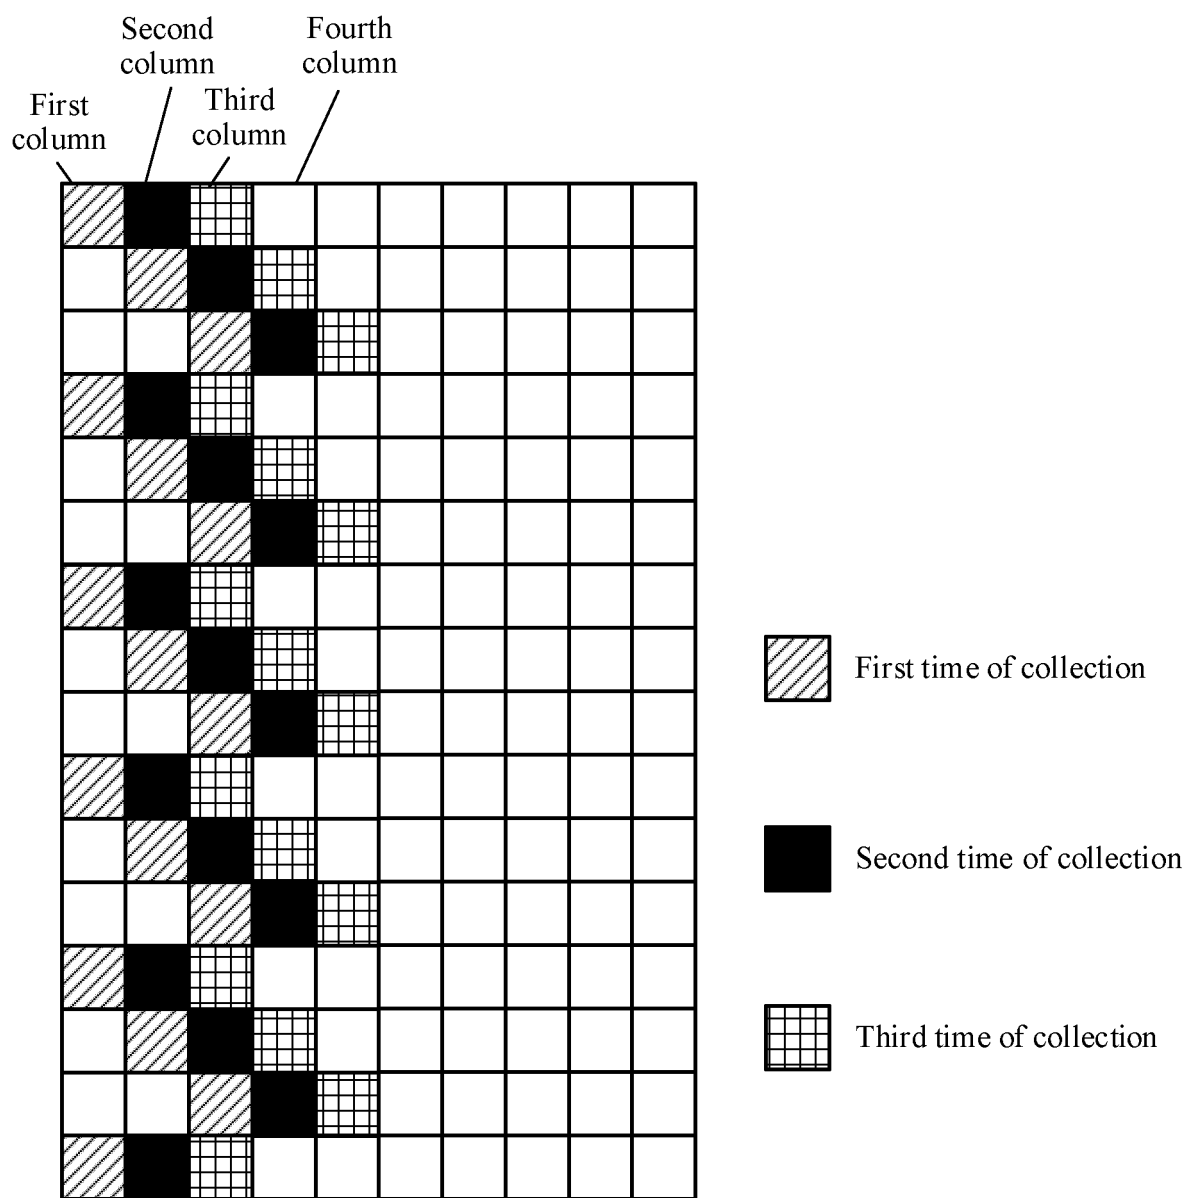 Second
column
Fourth
column
First
column
Third
column
First time of collection
Second time of collection
Third time of collection